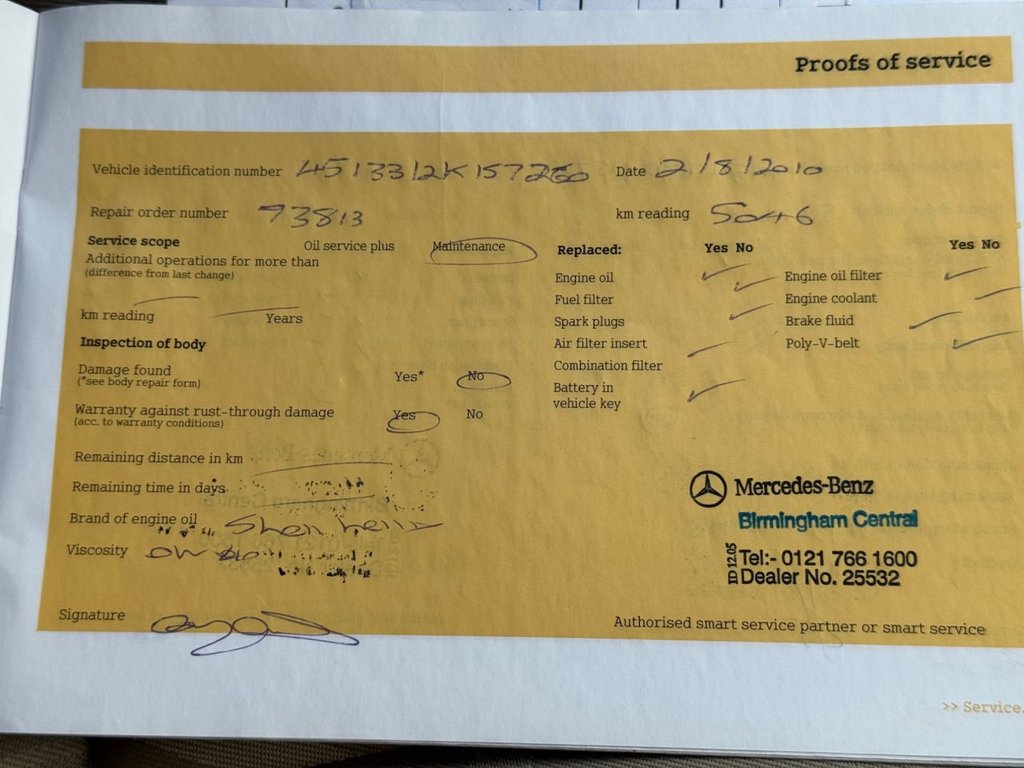 Proofs of service
Vehicle identification number 4513312K157260 Date 2/8/2010
Repair order number 73813 km reading 5046
Service scope Oil service plus Maintenance Replaced: Yes No Yes No
Additional operations for more than
(difference from last change)
Engine oil Engine oil filter
Fuel filter Engine coolant
km reading Years Spark plugs Brake fluid
Inspection of body Air filter insert Poly-V-belt
Damage found Yes* No Combination filter
(*see body repair form)
Battery in
vehicle key
Warranty against rust-through damage Yes No
(acc. to warranty conditions)
Remaining distance in km
Remaining time in days
Brand of engine oil Shell helix
Viscosity 0W
Mercedes-Benz
Birmingham Central
ID 12.05
Tel:- 0121 766 1600
Dealer No. 25532
Signature
Authorised smart service partner or smart service
>> Service.